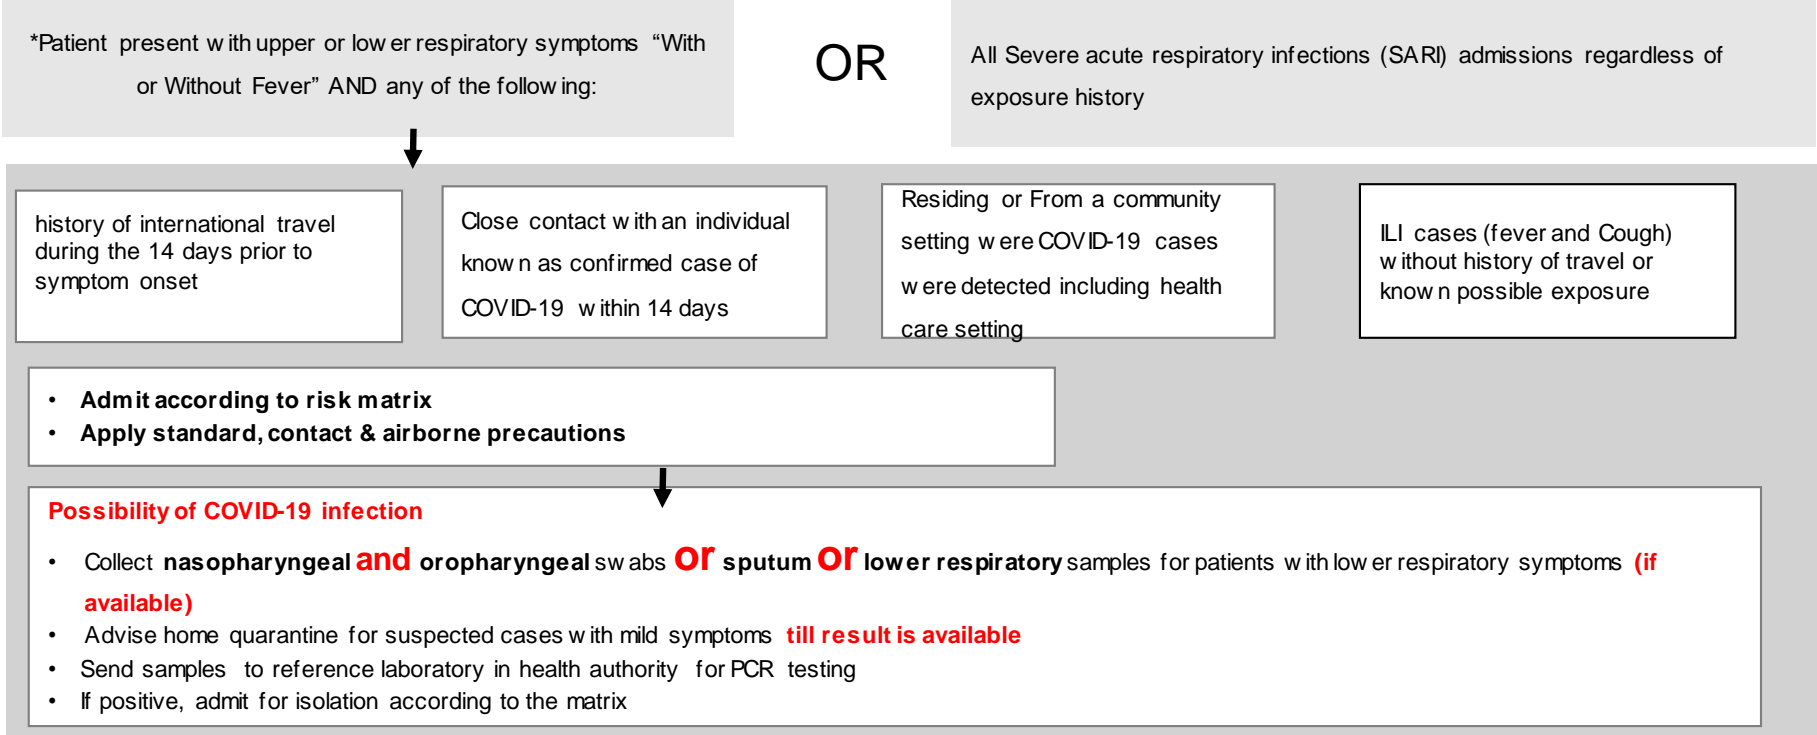 *Patient present with upper or lower respiratory symptoms “With
or Without Fever” AND any of the following:
OR
All Severe acute respiratory infections (SARI) admissions regardless of
exposure history
history of international travel
during the 14 days prior to
symptom onset
Close contact with an individual
known as confirmed case of
COVID-19 within 14 days
Residing or From a community
setting were COVID-19 cases
were detected including health
care setting
ILI cases (fever and Cough)
without history of travel or
known possible exposure
• Admit according to risk matrix
• Apply standard, contact & airborne precautions
Possibility of COVID-19 infection
• Collect nasopharyngeal and oropharyngeal swabs or sputum or lower respiratory samples for patients with lower respiratory symptoms (if
available)
• Advise home quarantine for suspected cases with mild symptoms till result is available
• Send samples to reference laboratory in health authority for PCR testing
• If positive, admit for isolation according to the matrix